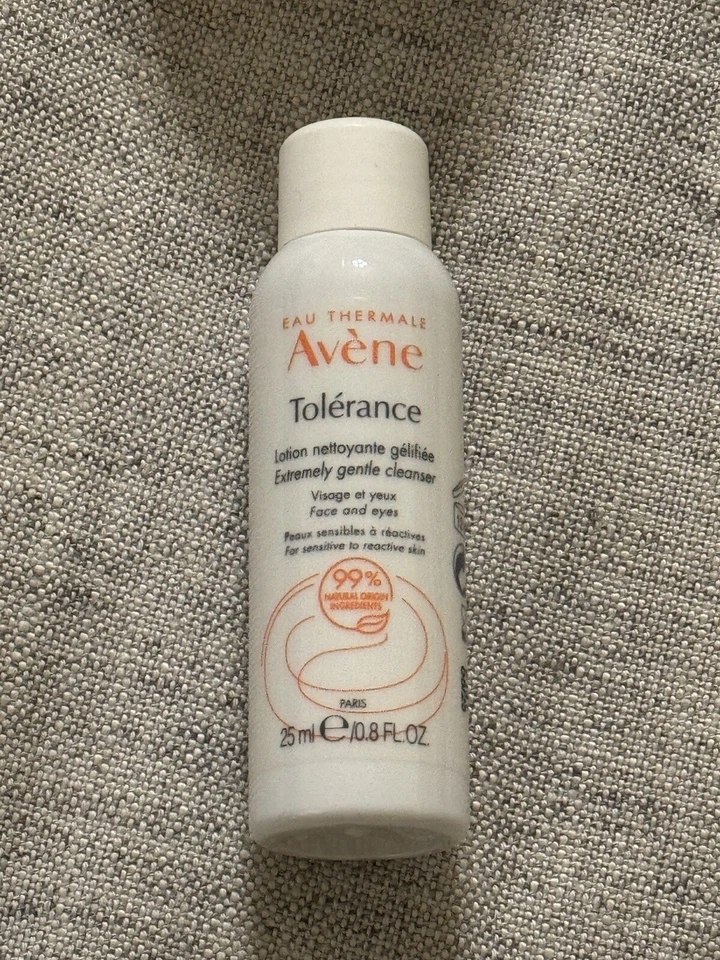 EAU THERMALE
Avène
Tolérance
Lotion nettoyante gélifiée
Extremely gentle cleanser
Visage et yeux
Face and eyes
Peaux sensibles à réactives
For sensitive to reactive skin
99%
NATURAL ORIGIN
INGREDIENTS
PARIS
25 ml e/0.8 FL.OZ.